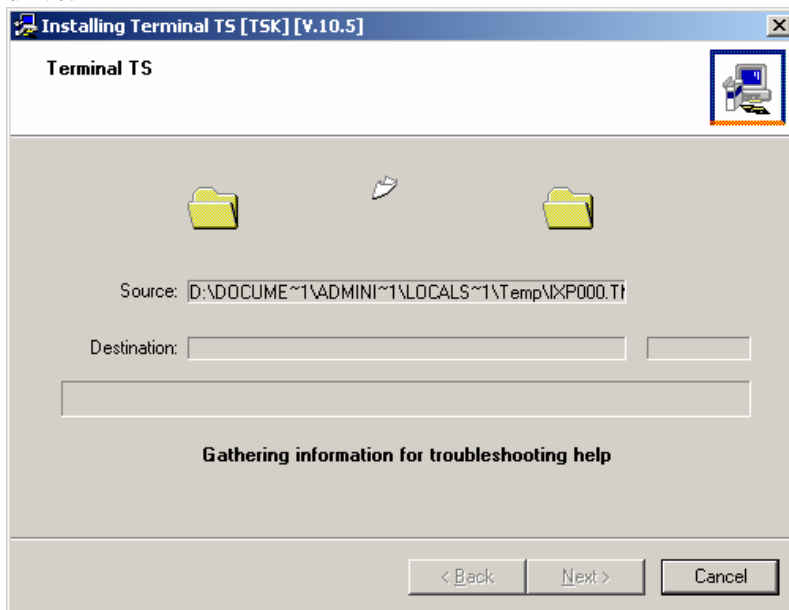 Installing Terminal TS [TSK] [V.10.5]
Terminal TS
Source: D:\DOCUME~1\ADMINI~1\LOCALS~1\Temp\IXP000.T
Destination:
Gathering information for troubleshooting help
< Back Next > Cancel